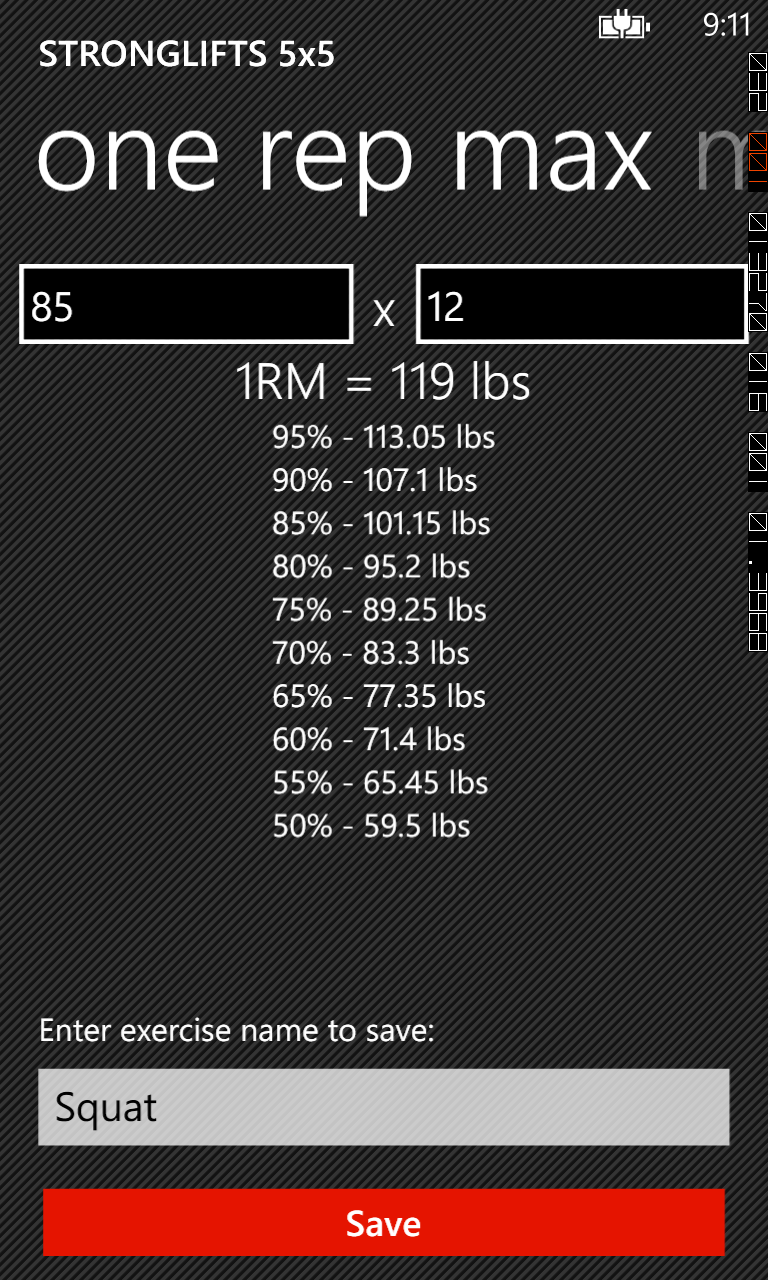 9:11
STRONGLIFTS 5x5
one rep max m
85 x 12
1RM = 119 lbs
95% - 113.05 lbs
90% - 107.1 lbs
85% - 101.15 lbs
80% - 95.2 lbs
75% - 89.25 lbs
70% - 83.3 lbs
65% - 77.35 lbs
60% - 71.4 lbs
55% - 65.45 lbs
50% - 59.5 lbs
Enter exercise name to save:
Squat
Save